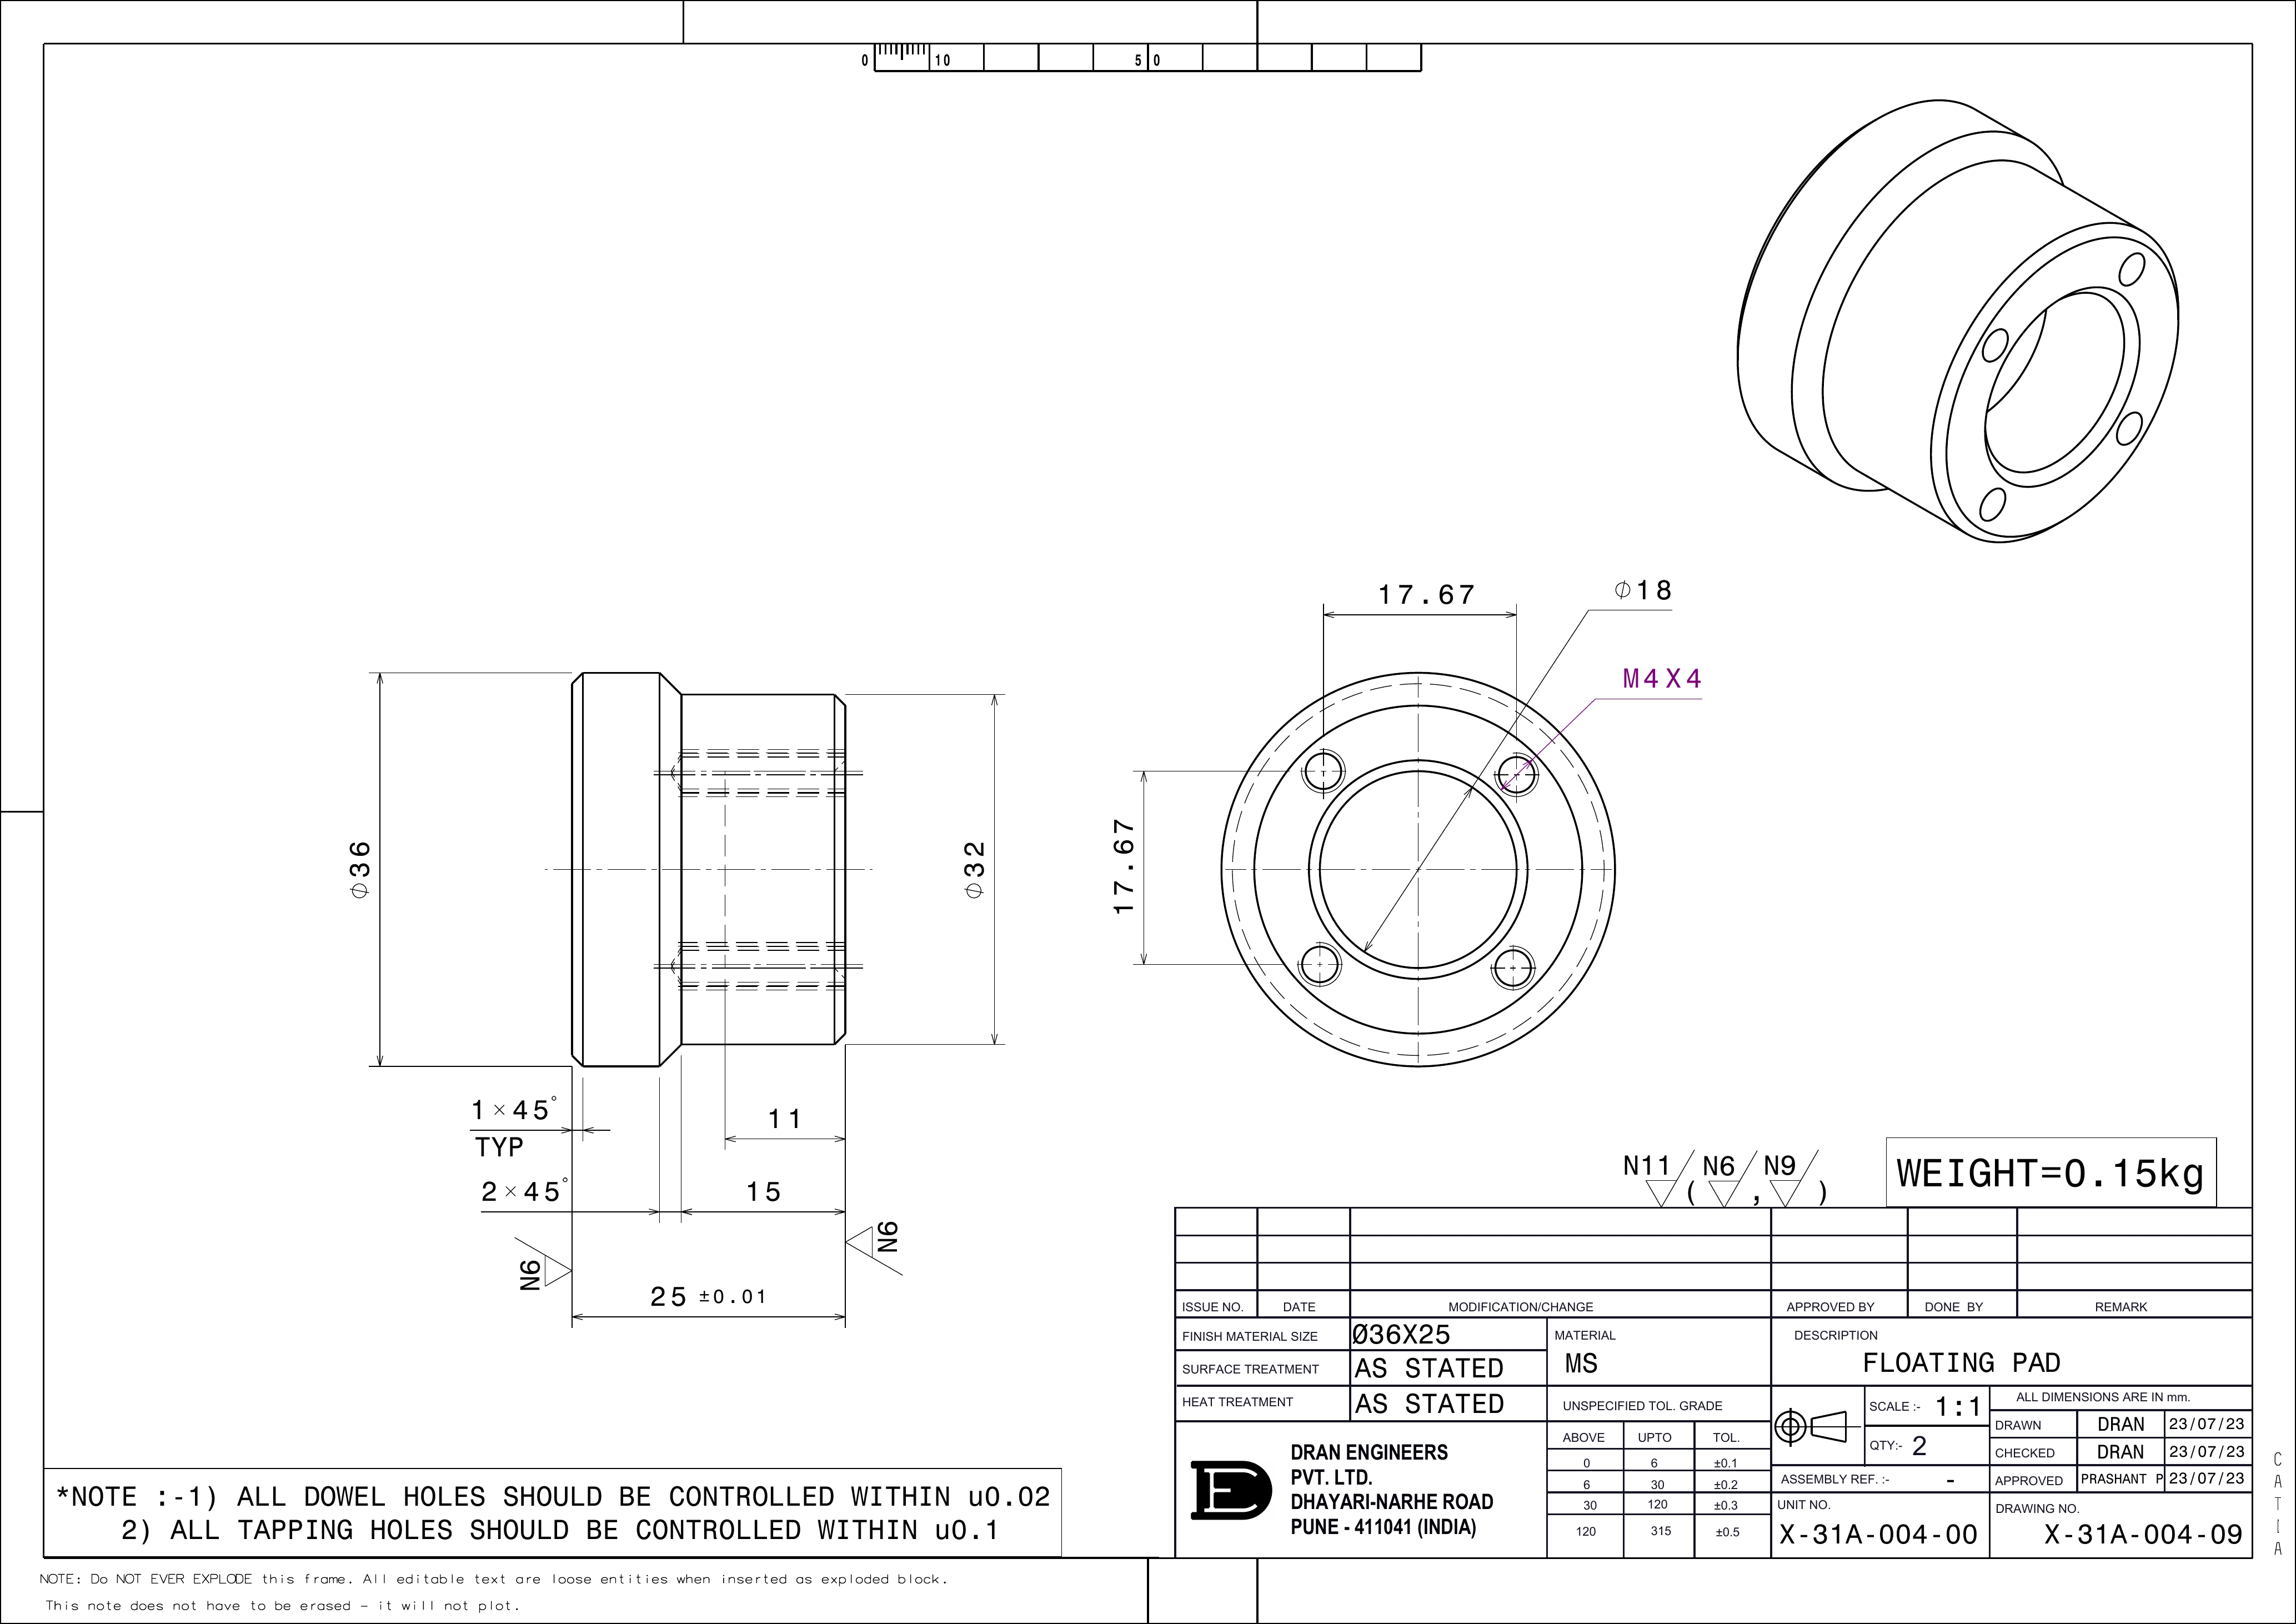 0 10 50
17.67
⌀18
M4X4
17.67
⌀36
⌀32
1×45°
TYP
11
2×45°
15
N6
N6
25 ±0.01
N11 ( N6 , N9 )
WEIGHT=0.15kg
ISSUE NO. DATE MODIFICATION/CHANGE APPROVED BY DONE BY REMARK
FINISH MATERIAL SIZE Ø36X25
SURFACE TREATMENT AS STATED
HEAT TREATMENT AS STATED
MATERIAL
MS
DESCRIPTION
FLOATING PAD
UNSPECIFIED TOL. GRADE
ABOVE UPTO TOL.
0 6 ±0.1
6 30 ±0.2
30 120 ±0.3
120 315 ±0.5
SCALE :- 1:1
QTY:- 2
ALL DIMENSIONS ARE IN mm.
DRAWN DRAN 23/07/23
CHECKED DRAN 23/07/23
APPROVED PRASHANT P 23/07/23
ASSEMBLY REF. :- -
UNIT NO.
X-31A-004-00
DRAWING NO.
X-31A-004-09
DE
DRAN ENGINEERS
PVT. LTD.
DHAYARI-NARHE ROAD
PUNE - 411041 (INDIA)
*NOTE :-1) ALL DOWEL HOLES SHOULD BE CONTROLLED WITHIN u0.02
2) ALL TAPPING HOLES SHOULD BE CONTROLLED WITHIN u0.1
CATIA
NOTE: Do NOT EVER EXPLODE this frame. All editable text are loose entities when inserted as exploded block.
This note does not have to be erased - it will not plot.